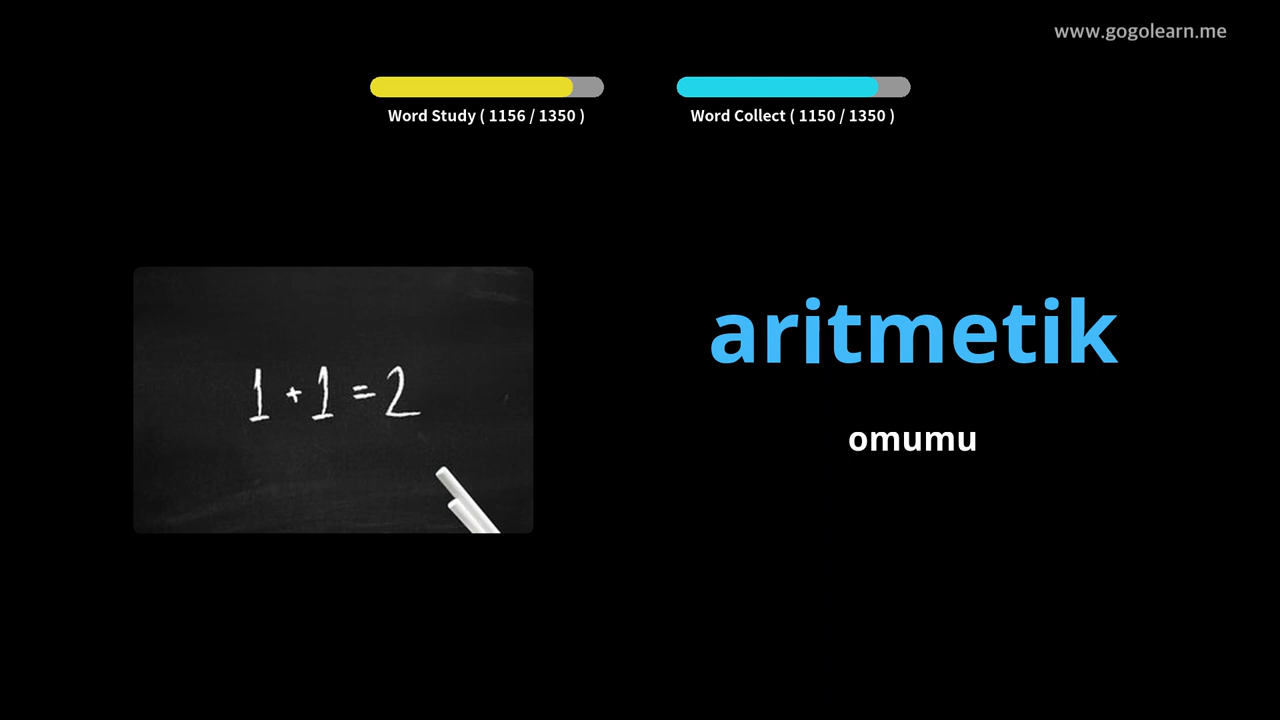 www.gogolearn.me
Word Study ( 1156 / 1350 )
Word Collect ( 1150 / 1350 )
1 + 1 = 2
aritmetik
omumu